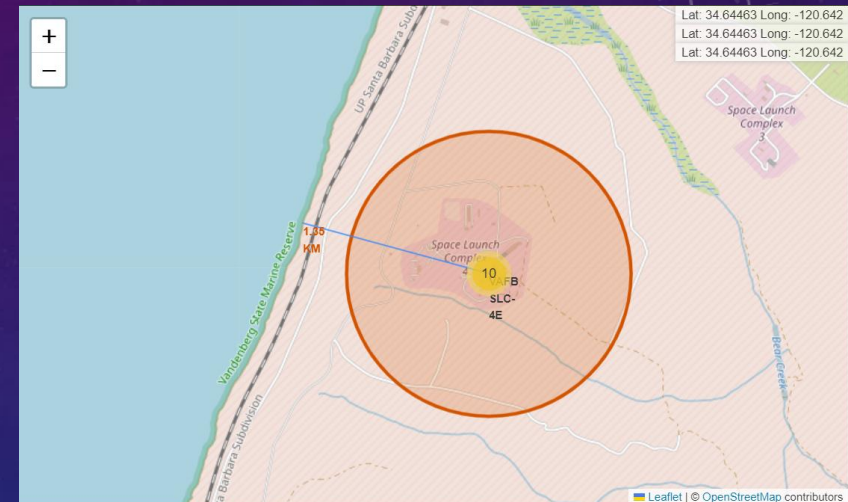 +
−
Lat: 34.64463 Long: -120.642
Lat: 34.64463 Long: -120.642
Lat: 34.64463 Long: -120.642
UP Santa Barbara Subd
Space Launch
Complex
3
1.35
KM
Vandenberg State Marine Reserve
Space Launch
Complex
4
10
VAFB
SLC-
4E
Bear Creek
a Barbara Subdivision
Leaflet | © OpenStreetMap contributors